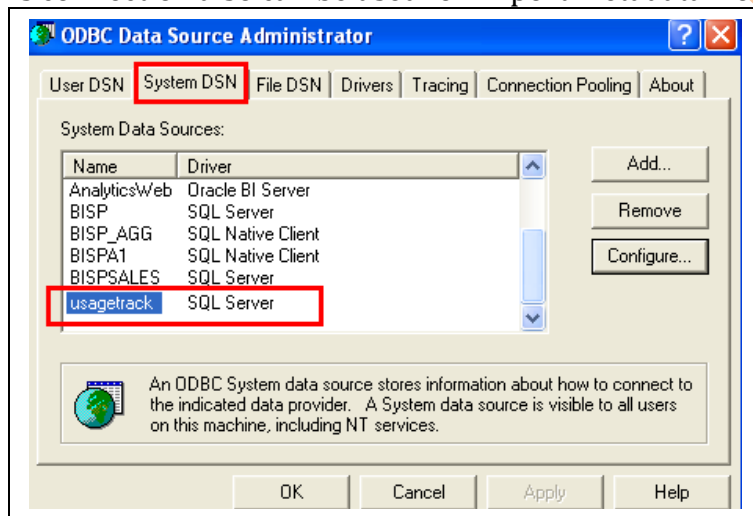 ODBC Data Source Administrator
User DSN System DSN File DSN Drivers Tracing Connection Pooling About
System Data Sources:
Name Driver
AnalyticsWeb Oracle BI Server
BISP SQL Server
BISP_AGG SQL Native Client
BISPA1 SQL Native Client
BISPSALES SQL Server
usagetrack SQL Server
Add...
Remove
Configure...
An ODBC System data source stores information about how to connect to
the indicated data provider. A System data source is visible to all users
on this machine, including NT services.
OK Cancel Apply Help